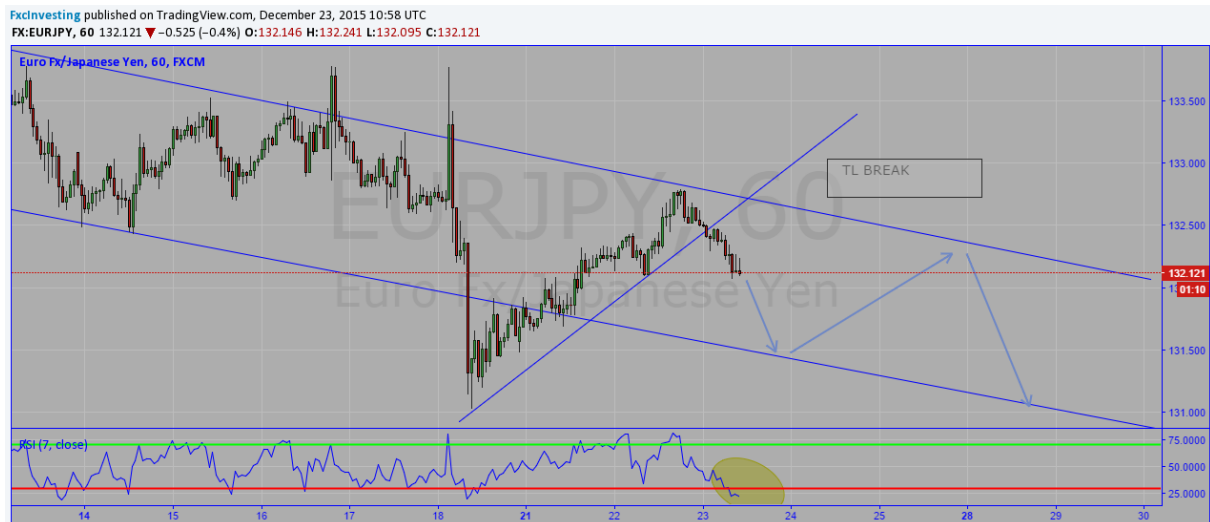 FxcInvesting published on TradingView.com, December 23, 2015 10:58 UTC
FX:EURJPY, 60 132.121 ▼ −0.525 (−0.4%) O:132.146 H:132.241 L:132.095 C:132.121
Euro Fx/Japanese Yen, 60, FXCM
133.500
TL BREAK
133.000
EURJPY, 60
132.500
132.121
Euro Fx/Japanese Yen
01:10
131.500
131.000
RSI (7, close)
75.0000
50.0000
25.0000
14 15 16 17 18 21 22 23 24 25 28 29 30